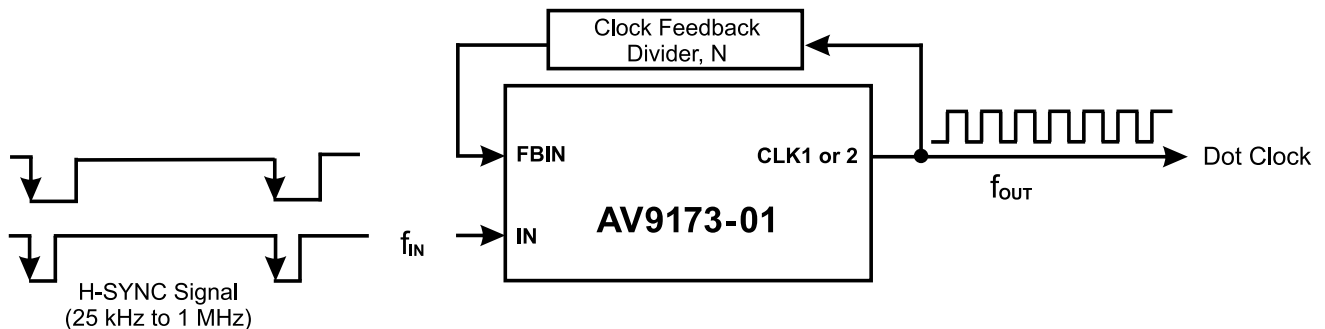 Clock Feedback
Divider, N
FBIN
CLK1 or 2
Dot Clock
fOUT
AV9173-01
fIN
IN
H-SYNC Signal
(25 kHz to 1 MHz)